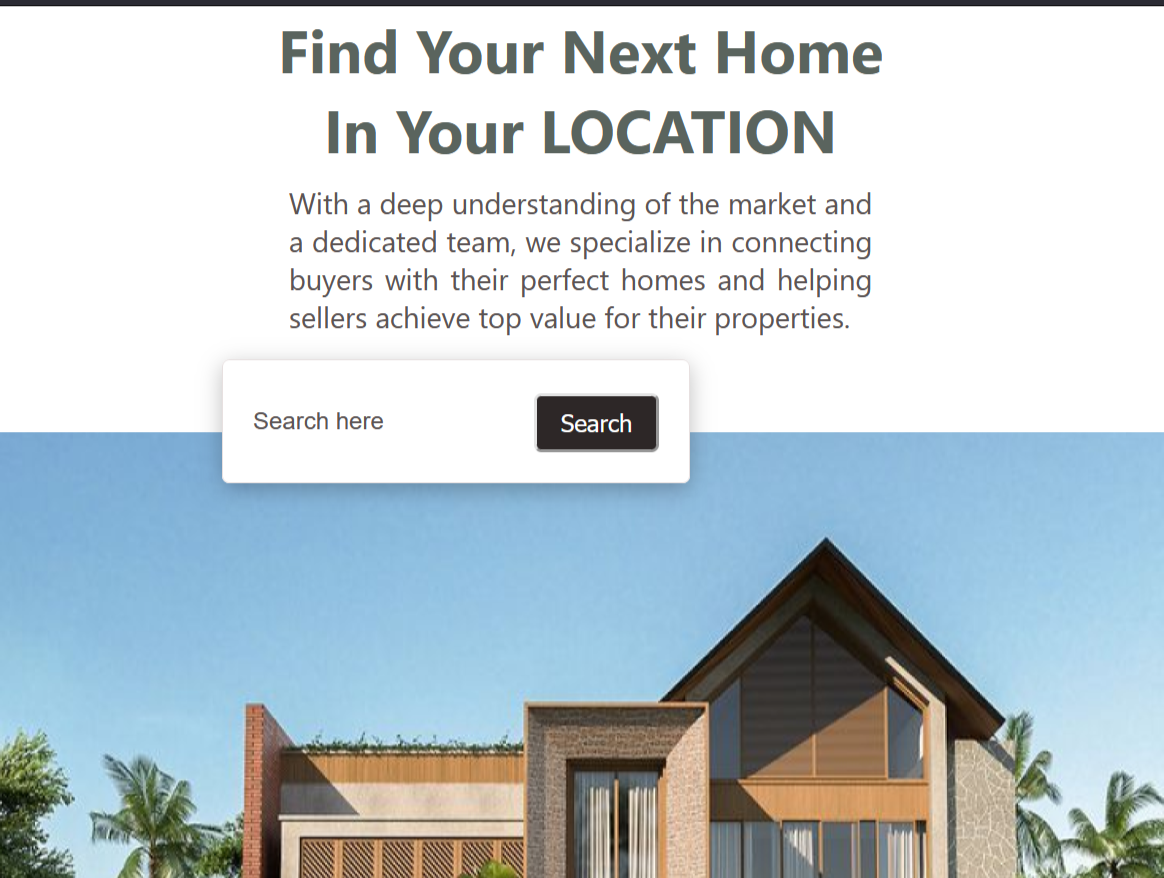 Find Your Next Home
In Your LOCATION
With a deep understanding of the market and
a dedicated team, we specialize in connecting
buyers with their perfect homes and helping
sellers achieve top value for their properties.
Search here
Search